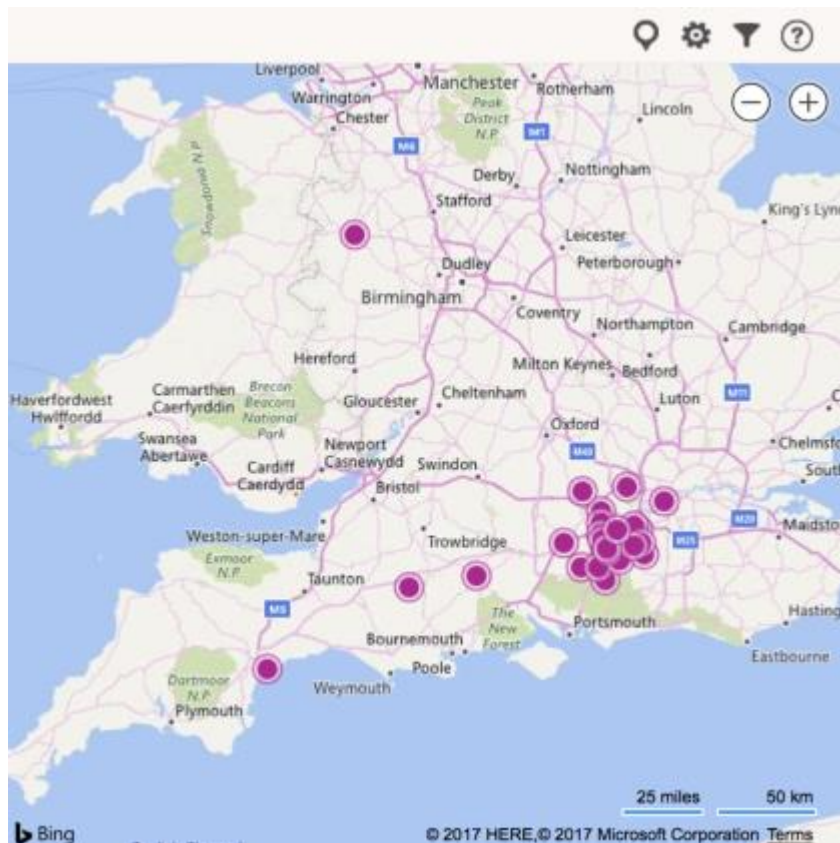 ?
Liverpool
Manchester
Warrington
Rotherham
Chester
Peak
District
N.P.
Lincoln
M6
M1
Snowdonia N.P.
Derby
Nottingham
Stafford
King's Lynn
Leicester
Dudley
Peterborough
Birmingham
Coventry
Northampton
Cambridge
Hereford
Milton Keynes
Bedford
Haverfordwest
Hwlffordd
Carmarthen
Caerfyrddin
Brecon
Beacons
National
Park
Gloucester
Cheltenham
Luton
M11
Oxford
Swansea
Abertawe
Newport
Casnewydd
M40
Chelmsf
Cardiff
Caerdydd
Swindon
South
Bristol
Weston-super-Mare
Trowbridge
M25
M20
Maidsto
Exmoor
N.P.
Taunton
M5
The
New
Forest
Portsmouth
Hasting
Bournemouth
Poole
Eastbourne
Dartmoor
N.P.
Weymouth
Plymouth
25 miles 50 km
Bing
© 2017 HERE,© 2017 Microsoft Corporation Terms